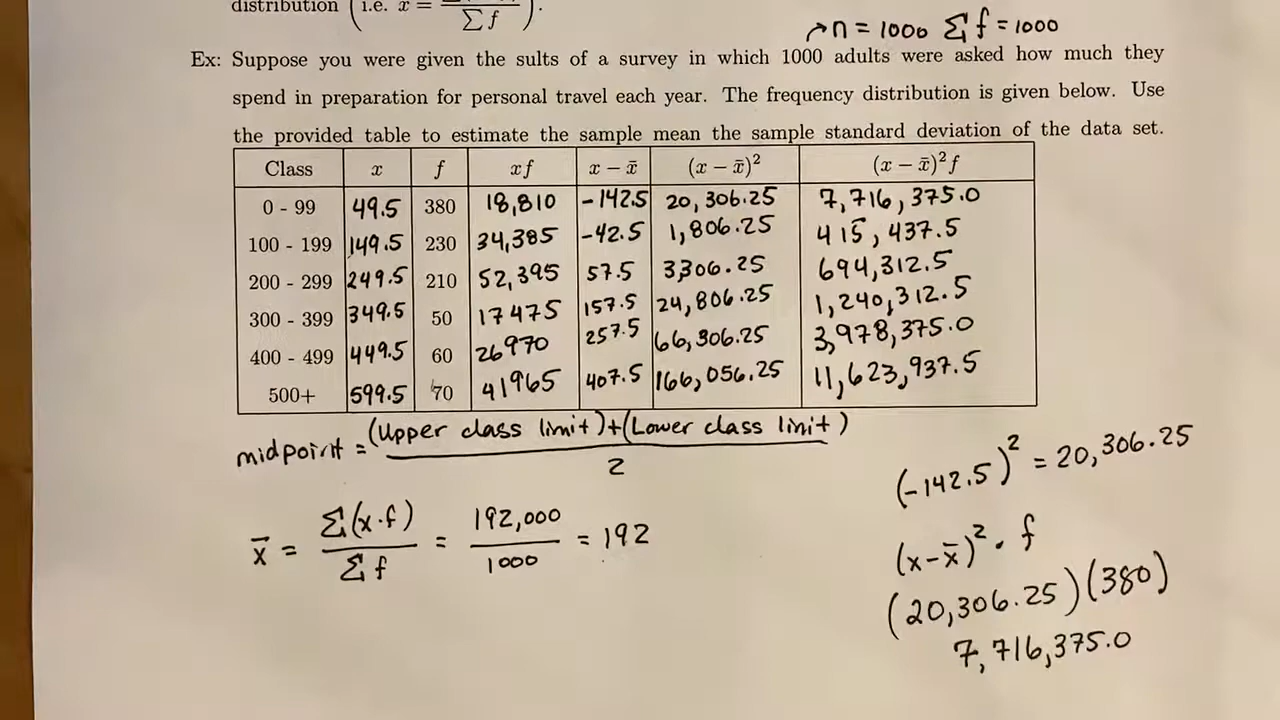 distribution (i.e. x = / Σf ).
n = 1000 Σf = 1000
Ex: Suppose you were given the sults of a survey in which 1000 adults were asked how much they
spend in preparation for personal travel each year. The frequency distribution is given below. Use
the provided table to estimate the sample mean the sample standard deviation of the data set.
Class x f xf x − x̄ (x − x̄)² (x − x̄)² f
0 - 99 49.5 380 18,810 -142.5 20,306.25 7,716,375.0
100 - 199 149.5 230 34,385 -42.5 1,806.25 415,437.5
200 - 299 249.5 210 52,395 57.5 3,306.25 694,312.5
300 - 399 349.5 50 17475 157.5 24,806.25 1,240,312.5
400 - 499 449.5 60 26970 257.5 66,306.25 3,978,375.0
500+ 599.5 70 41965 407.5 166,056.25 11,623,937.5
midpoint = (Upper class limit)+(Lower class limit)
2
x̄ = Σ(x·f) / Σf = 192,000 / 1000 = 192
(-142.5)² = 20,306.25
(x-x̄)² · f
(20,306.25)(380)
7,716,375.0